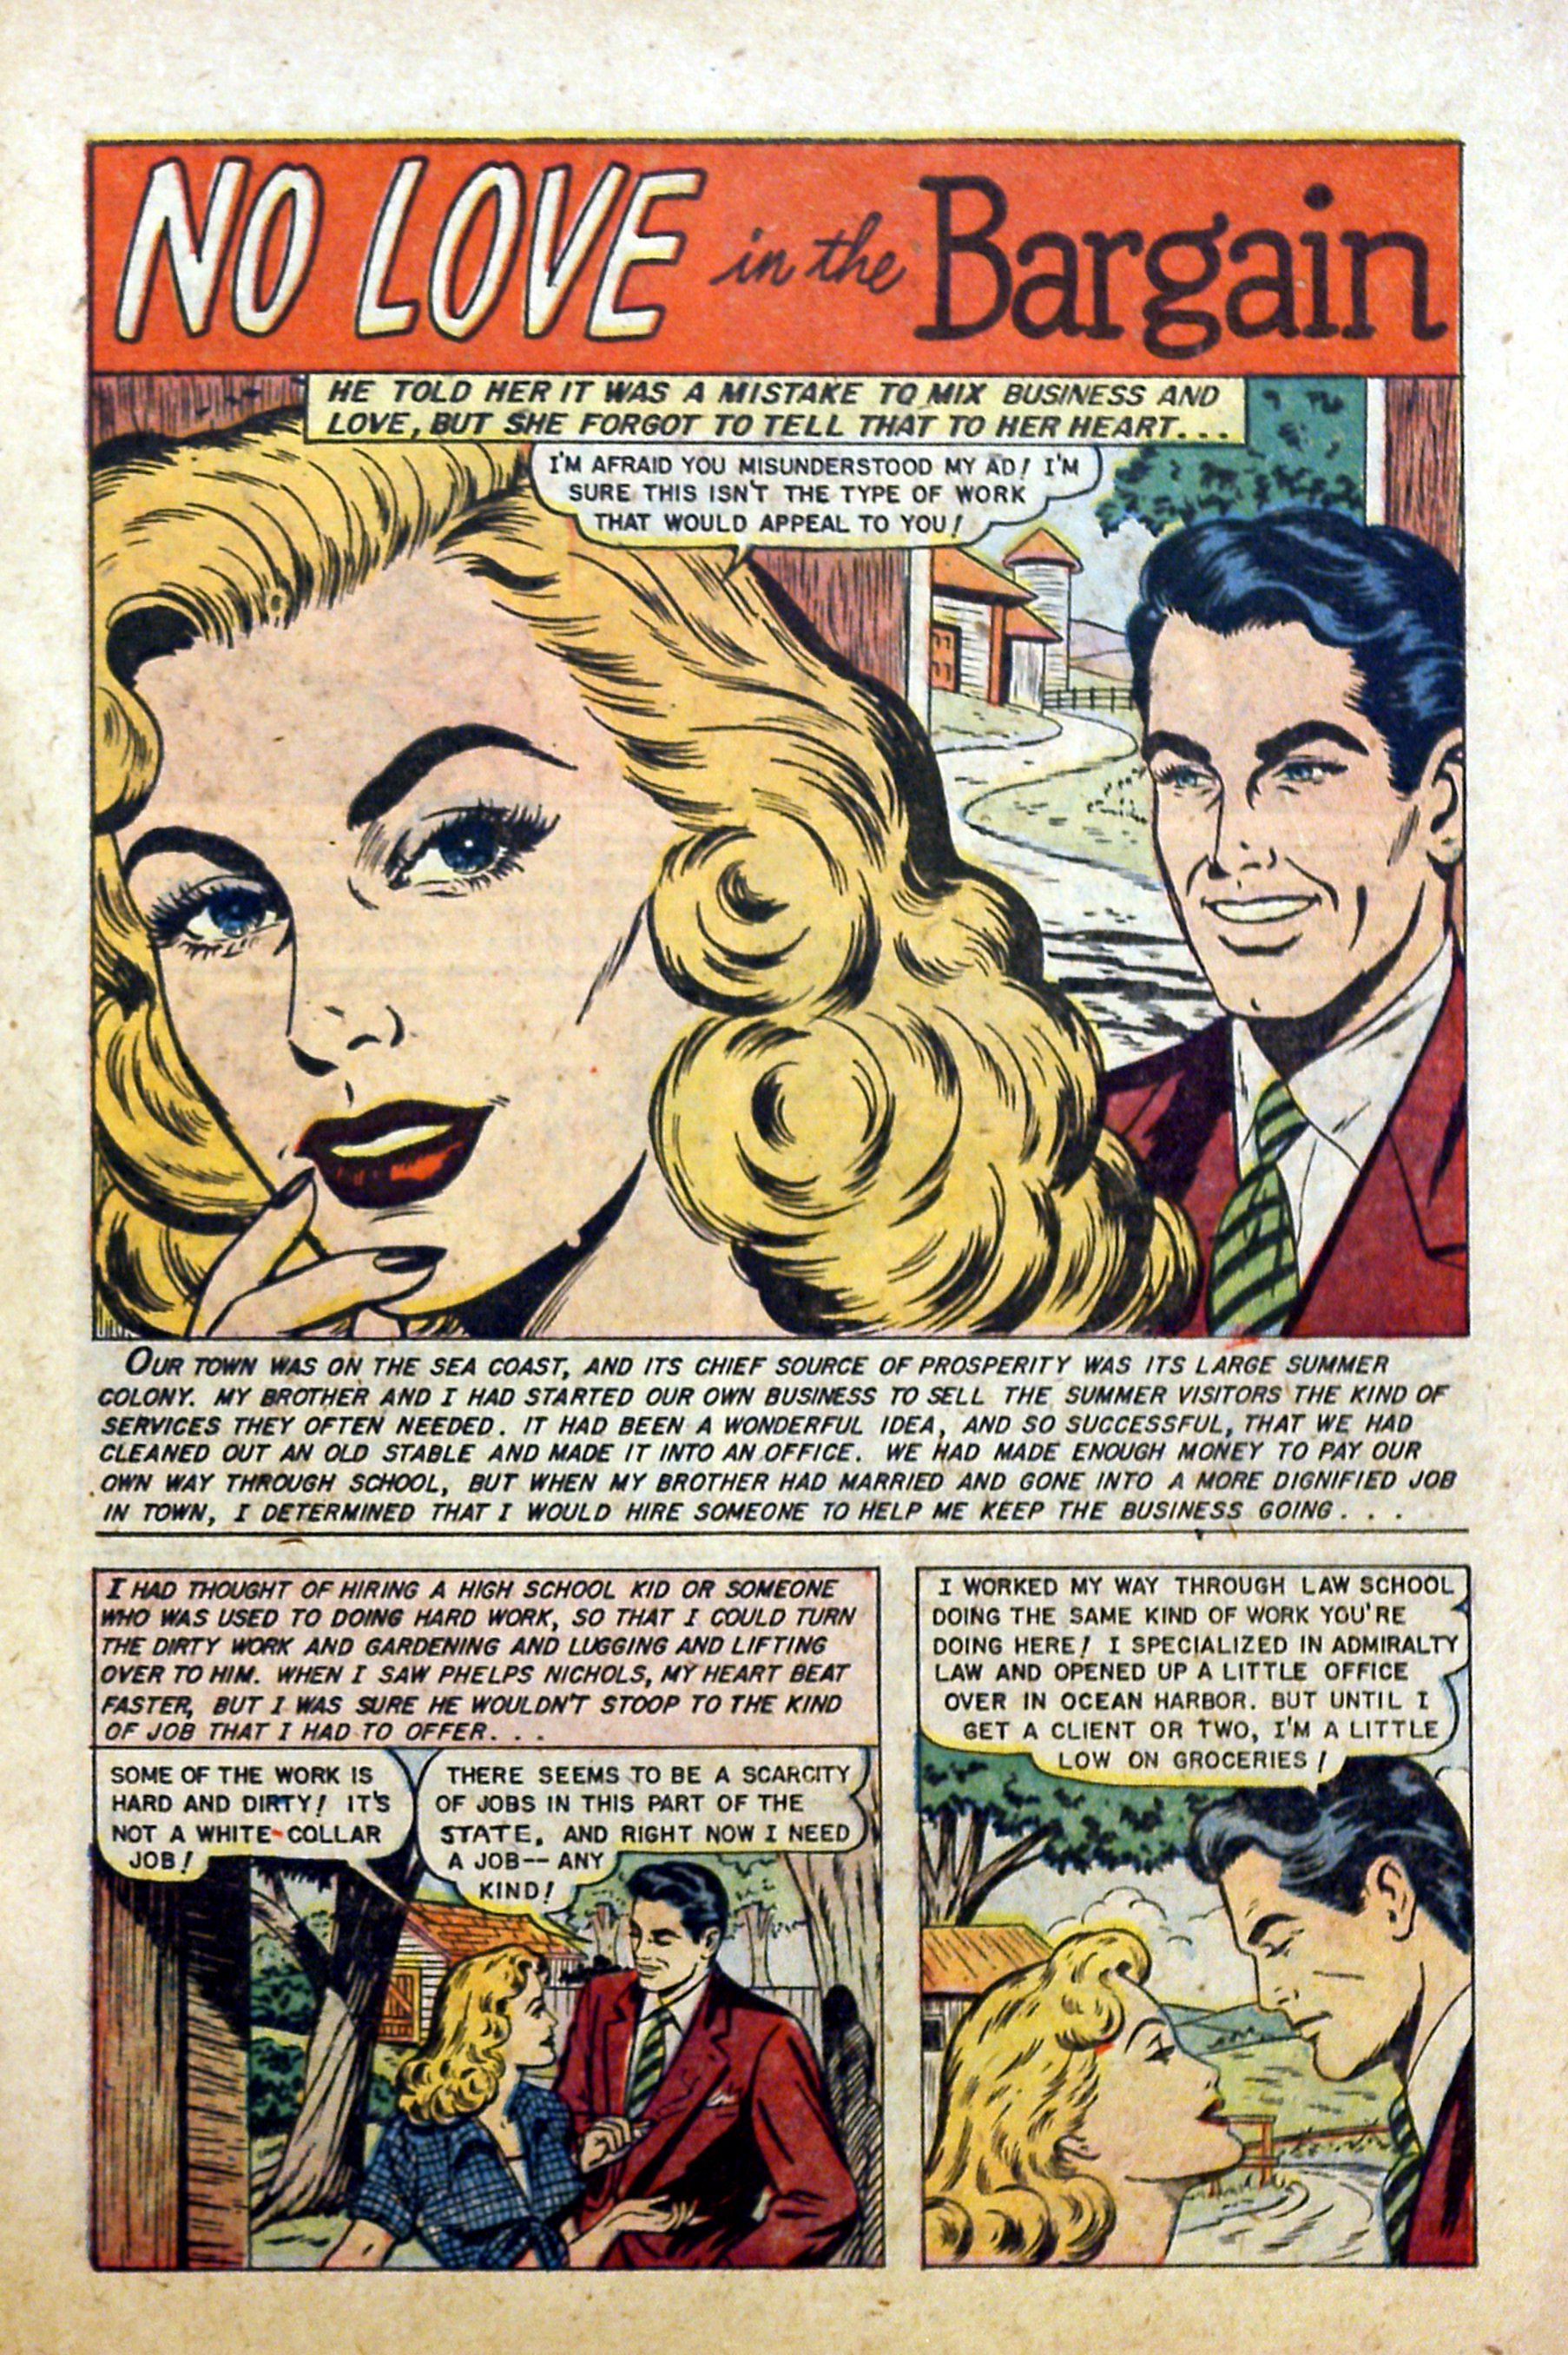 NO LOVE in the Bargain
HE TOLD HER IT WAS A MISTAKE TO MIX BUSINESS AND
LOVE, BUT SHE FORGOT TO TELL THAT TO HER HEART...
I'M AFRAID YOU MISUNDERSTOOD MY AD! I'M
SURE THIS ISN'T THE TYPE OF WORK
THAT WOULD APPEAL TO YOU!
OUR TOWN WAS ON THE SEA COAST, AND ITS CHIEF SOURCE OF PROSPERITY WAS ITS LARGE SUMMER
COLONY. MY BROTHER AND I HAD STARTED OUR OWN BUSINESS TO SELL THE SUMMER VISITORS THE KIND OF
SERVICES THEY OFTEN NEEDED. IT HAD BEEN A WONDERFUL IDEA, AND SO SUCCESSFUL, THAT WE HAD
CLEANED OUT AN OLD STABLE AND MADE IT INTO AN OFFICE. WE HAD MADE ENOUGH MONEY TO PAY OUR
OWN WAY THROUGH SCHOOL, BUT WHEN MY BROTHER HAD MARRIED AND GONE INTO A MORE DIGNIFIED JOB
IN TOWN, I DETERMINED THAT I WOULD HIRE SOMEONE TO HELP ME KEEP THE BUSINESS GOING...
I HAD THOUGHT OF HIRING A HIGH SCHOOL KID OR SOMEONE
WHO WAS USED TO DOING HARD WORK, SO THAT I COULD TURN
THE DIRTY WORK AND GARDENING AND LUGGING AND LIFTING
OVER TO HIM. WHEN I SAW PHELPS NICHOLS, MY HEART BEAT
FASTER, BUT I WAS SURE HE WOULDN'T STOOP TO THE KIND
OF JOB THAT I HAD TO OFFER...
SOME OF THE WORK IS
HARD AND DIRTY! IT'S
NOT A WHITE-COLLAR
JOB!
THERE SEEMS TO BE A SCARCITY
OF JOBS IN THIS PART OF THE
STATE, AND RIGHT NOW I NEED
A JOB-- ANY
KIND!
I WORKED MY WAY THROUGH LAW SCHOOL
DOING THE SAME KIND OF WORK YOU'RE
DOING HERE! I SPECIALIZED IN ADMIRALTY
LAW AND OPENED UP A LITTLE OFFICE
OVER IN OCEAN HARBOR. BUT UNTIL I
GET A CLIENT OR TWO, I'M A LITTLE
LOW ON GROCERIES!